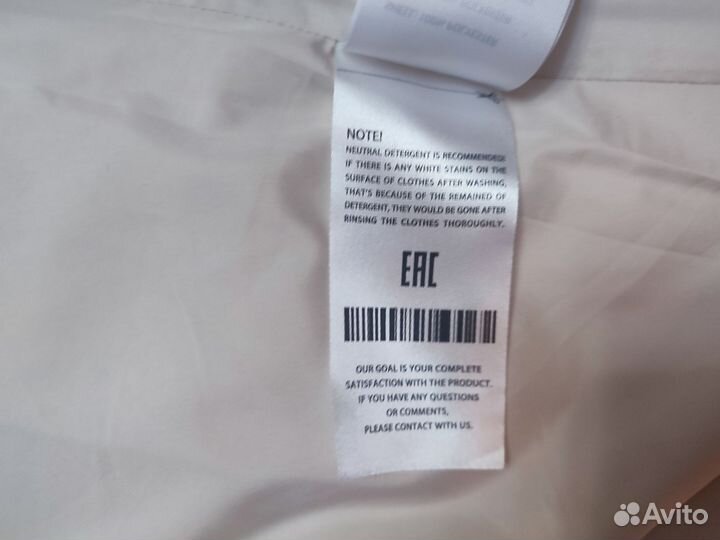 NOTE!
NEUTRAL DETERGENT IS RECOMMENDED!
IF THERE IS ANY WHITE STAINS ON THE
SURFACE OF CLOTHES AFTER WASHING,
THAT'S BECAUSE OF THE REMAINED OF
DETERGENT, THEY WOULD BE GONE AFTER
RINSING THE CLOTHES THOROUGHLY.
EAC
OUR GOAL IS YOUR COMPLETE
SATISFACTION WITH THE PRODUCT.
IF YOU HAVE ANY QUESTIONS
OR COMMENTS,
PLEASE CONTACT WITH US.
Avito